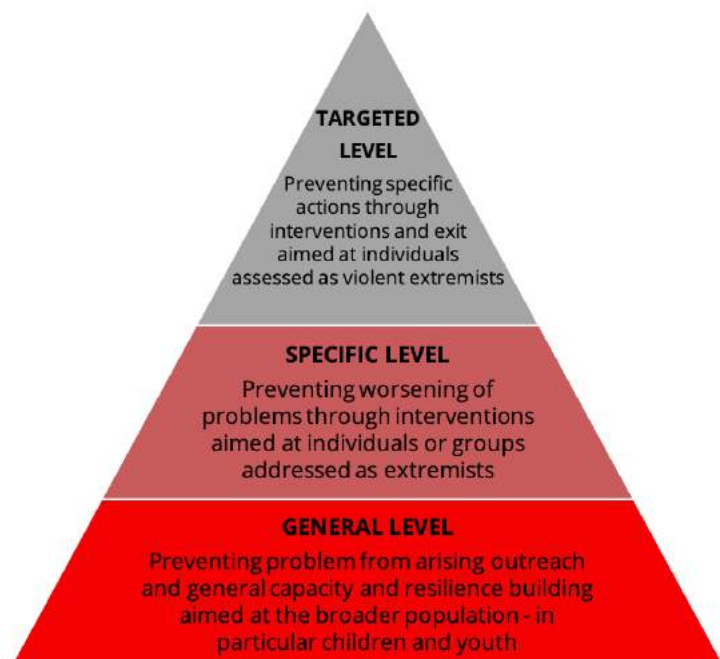 TARGETED
LEVEL
Preventing specific
actions through
interventions and exit
aimed at individuals
assessed as violent extremists
SPECIFIC LEVEL
Preventing worsening of
problems through interventions
aimed at individuals or groups
addressed as extremists
GENERAL LEVEL
Preventing problem from arising outreach
and general capacity and resilience building
aimed at the broader population - in
particular children and youth